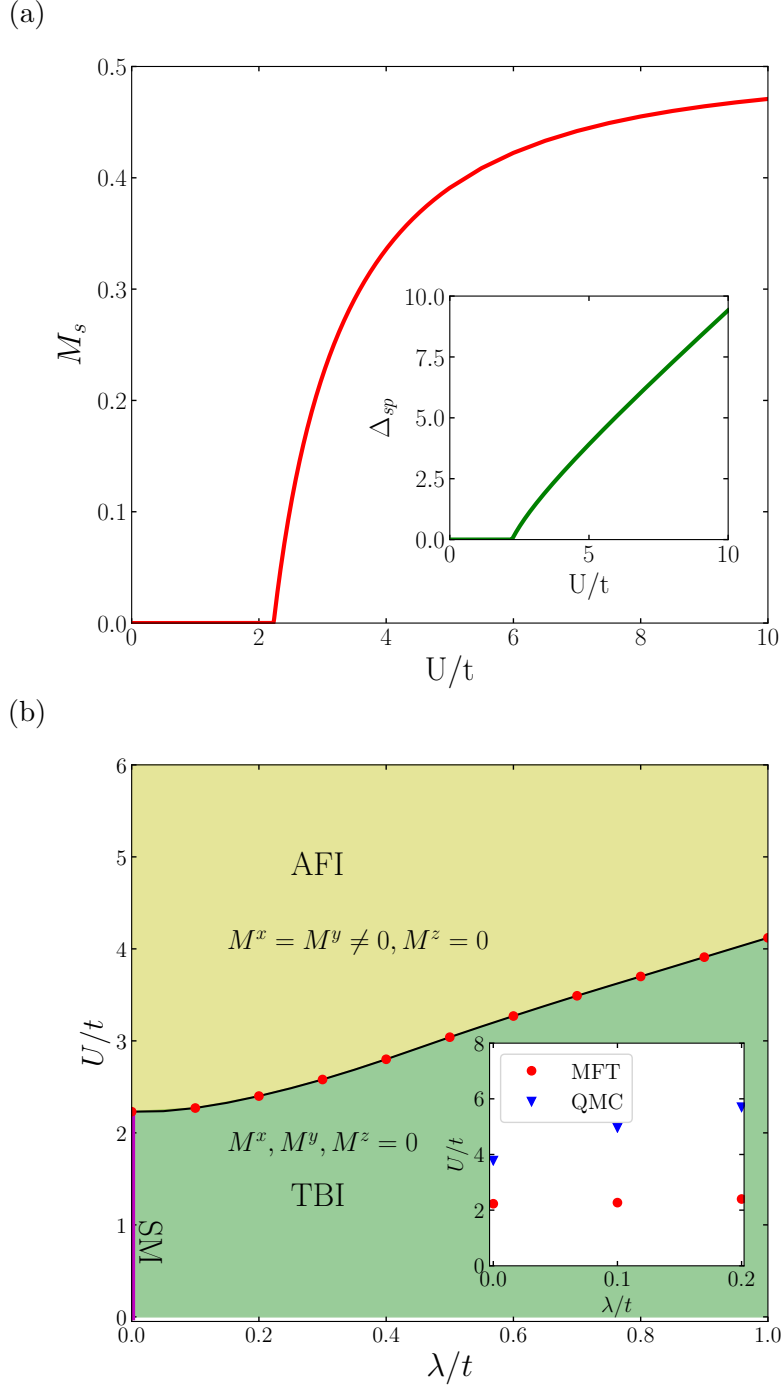 (a)
0.5
0.4
0.3
0.2
0.1
0.0
M_s
0 2 4 6 8 10
U/t
10.0
7.5
5.0
2.5
0.0
Δ_sp
0 5 10
U/t
(b)
6
5
4
3
2
1
0
U/t
AFI
M^x = M^y ≠ 0, M^z = 0
M^x, M^y, M^z = 0
TBI
SM
0.0 0.2 0.4 0.6 0.8 1.0
λ/t
8
6
4
2
0
U/t
MFT
QMC
0.0 0.1 0.2
λ/t